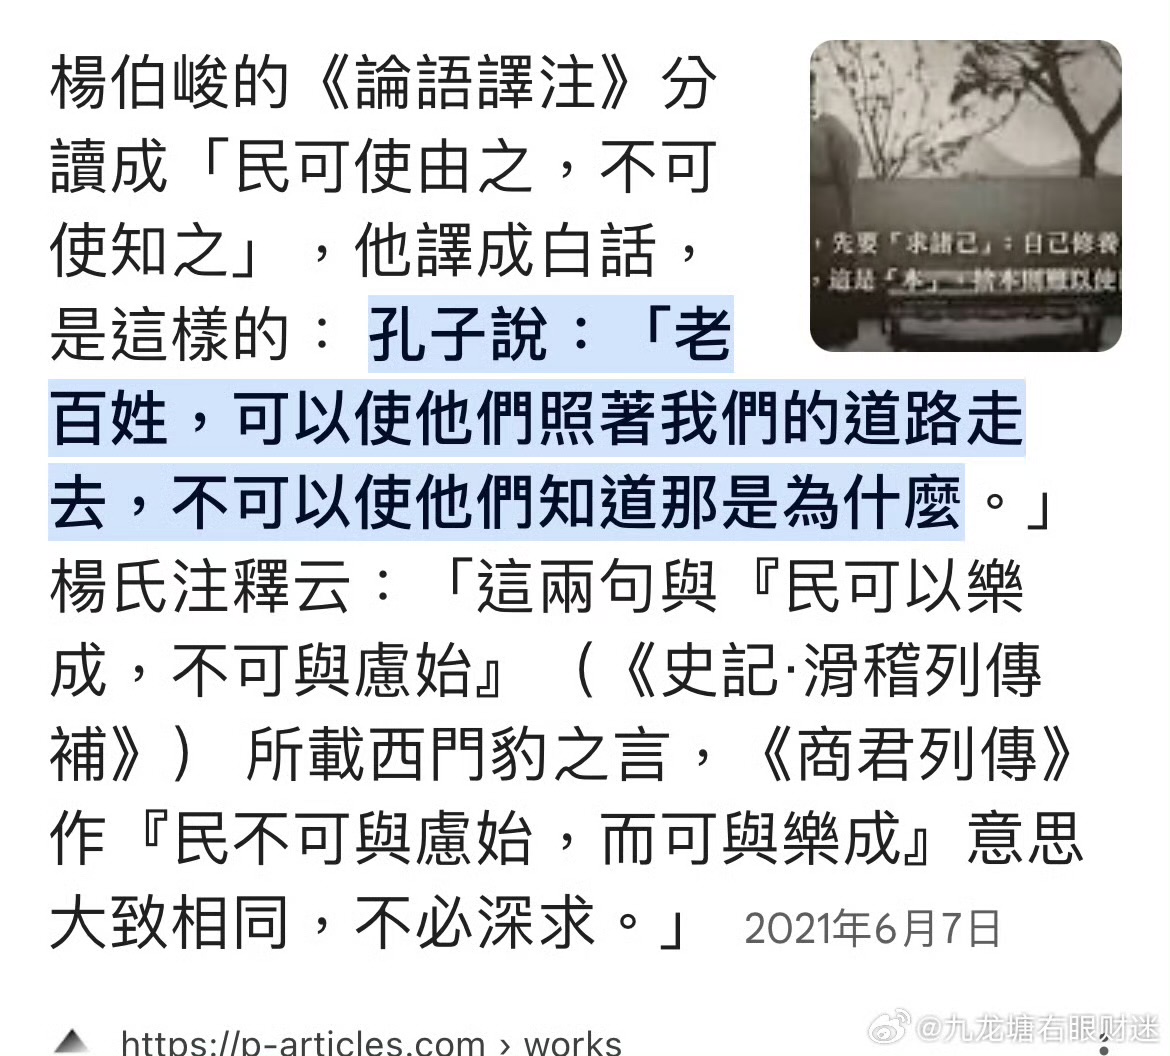 楊伯峻的《論語譯注》分
讀成「民可使由之，不可
使知之」，他譯成白話，
是這樣的： 孔子說：「老
百姓，可以使他們照著我們的道路走
去，不可以使他們知道那是為什麼。」
楊氏注釋云：「這兩句與『民可以樂
成，不可與慮始』（《史記·滑稽列傳
補》） 所載西門豹之言，《商君列傳》
作『民不可與慮始，而可與樂成』意思
大致相同，不必深求。」 2021年6月7日
，先要「求諸己」：自己修養
，這是「本」，捨本則難以使
https://p-articles.com › works
@九龙塘右眼财迷